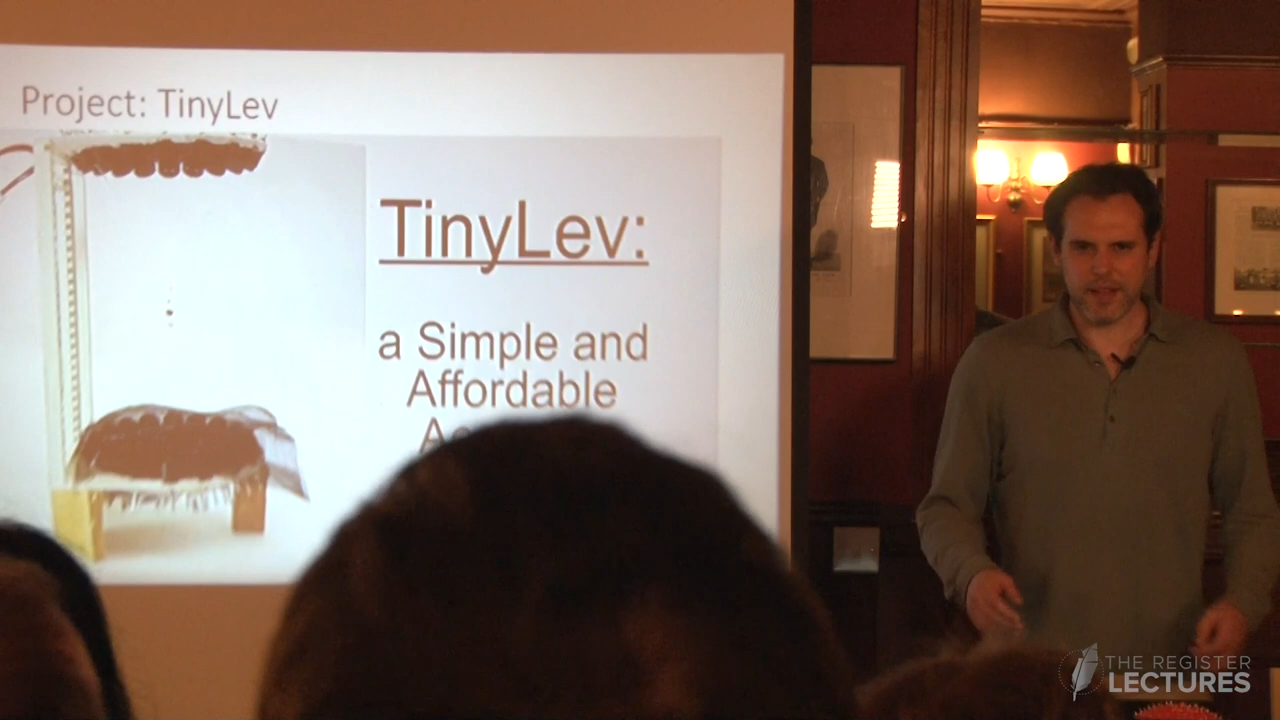 Project: TinyLev
TinyLev:
a Simple and
Affordable
THE REGISTER
LECTURES